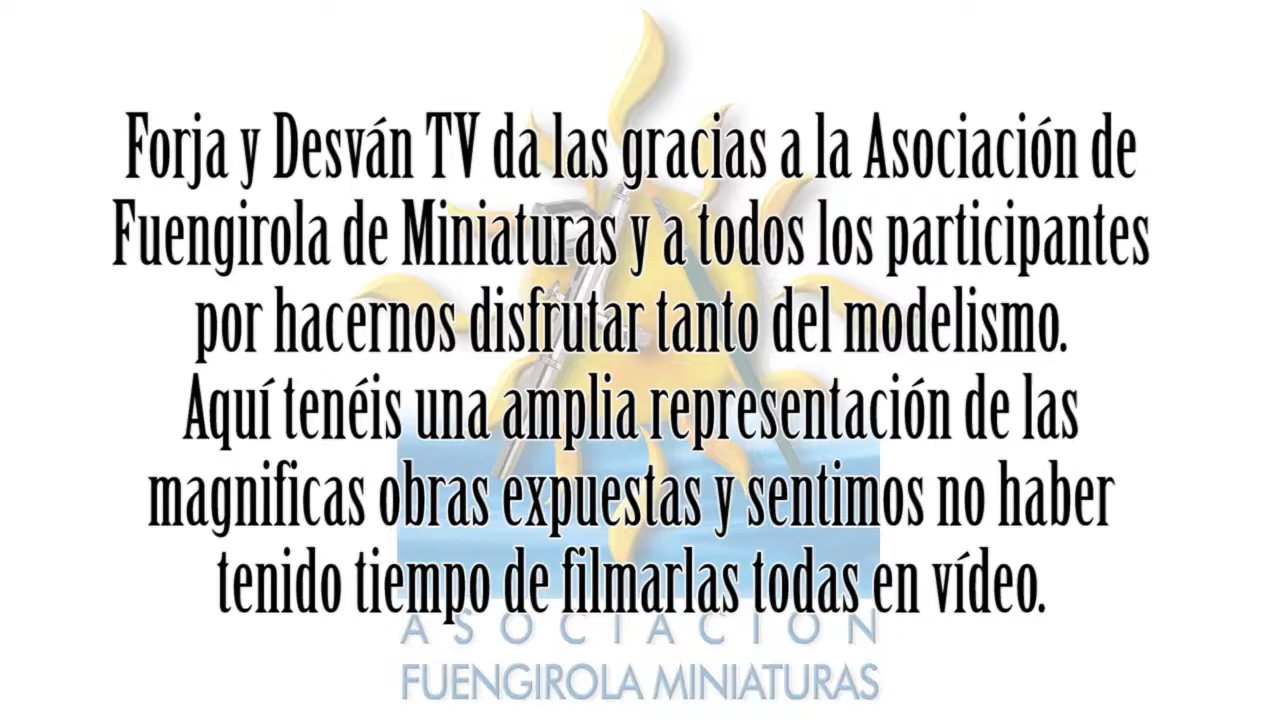 Forja y Desván TV da las gracias a la Asociación de
Fuengirola de Miniaturas y a todos los participantes
por hacernos disfrutar tanto del modelismo.
Aquí tenéis una amplia representación de las
magnificas obras expuestas y sentimos no haber
tenido tiempo de filmarlas todas en vídeo.
ASOCIACION
FUENGIROLA MINIATURAS